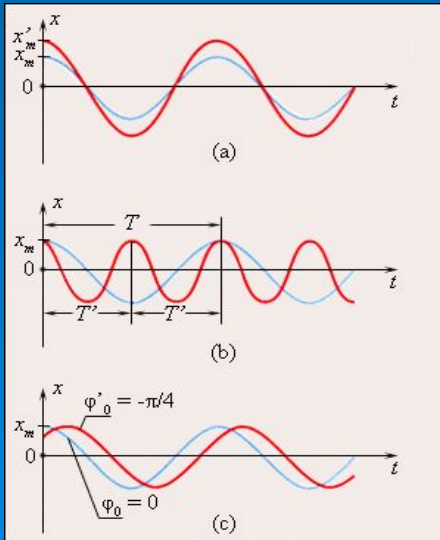 x
x'm
xm
0
t
(a)
x
T
xm
0
t
T' T'
(b)
x
φ'0 = -π/4
xm
0
t
φ0 = 0
(c)